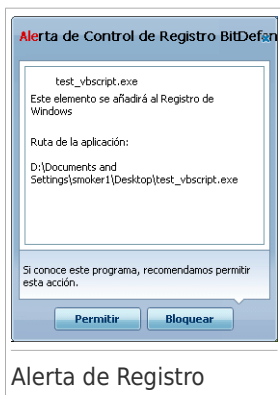 Alerta de Control de Registro BitDefen
test_vbscript.exe
Este elemento se añadirá al Registro de
Windows
Ruta de la aplicación:
D:\Documents and
Settings\smoker1\Desktop\test_vbscript.exe
Si conoce este programa, recomendamos permitir
esta acción.
Permitir
Bloquear
Alerta de Registro